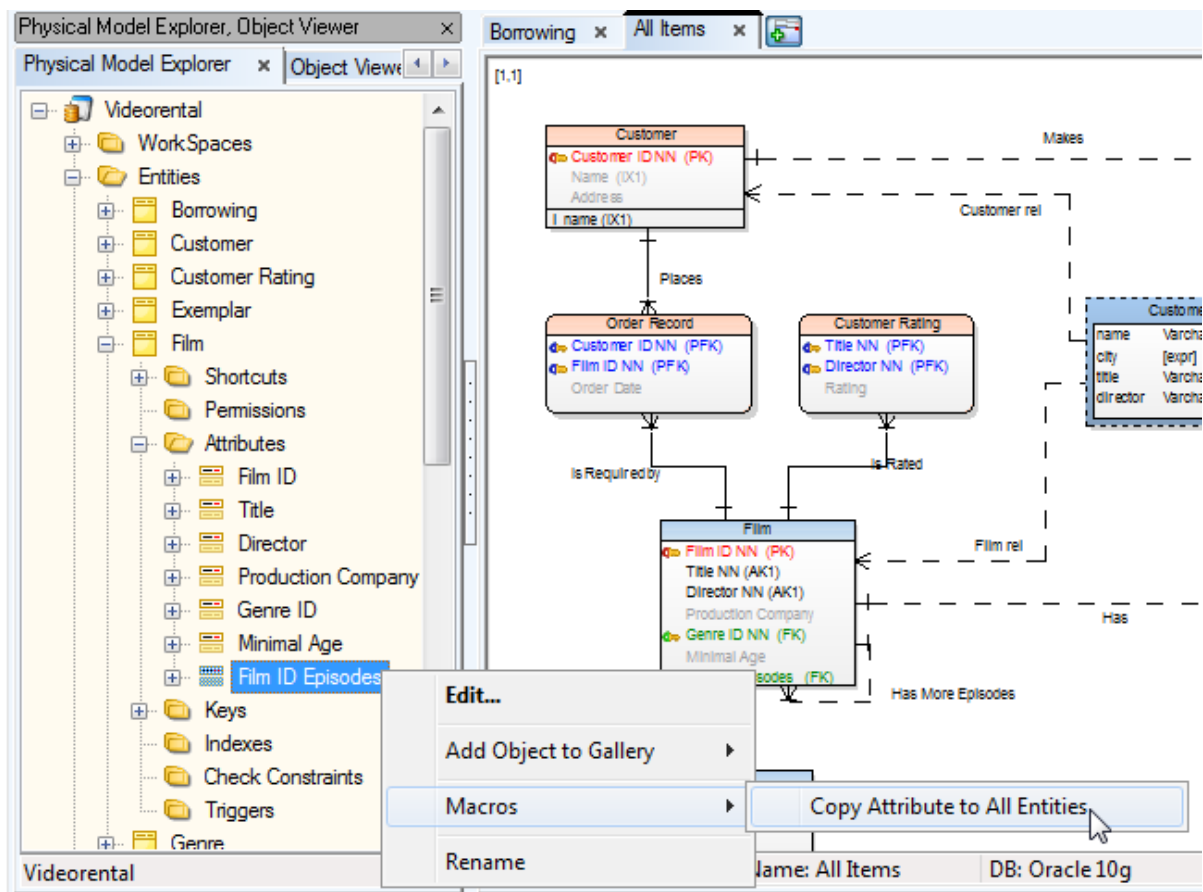 Physical Model Explorer, Object Viewer
Physical Model Explorer
Object Viewe
Videorental
WorkSpaces
Entities
Borrowing
Customer
Customer Rating
Exemplar
Film
Shortcuts
Permissions
Attributes
Film ID
Title
Director
Production Company
Genre ID
Minimal Age
Film ID Episodes
Keys
Indexes
Check Constraints
Triggers
Genre
Videorental
Borrowing
All Items
[1,1]
Customer
Customer ID NN (PK)
Name (IX1)
Address
I_name (IX1)
Makes
Customer rel
Places
Order Record
Customer ID NN (PFK)
Film ID NN (PFK)
Order Date
Customer Rating
Title NN (PFK)
Director NN (PFK)
Rating
Custome
name Varcha
city [expr]
title Varcha
director Varcha
Is Required by
Is Rated
Film
Film ID NN (PK)
Title NN (AK1)
Director NN (AK1)
Production Company
Genre ID NN (FK)
Minimal Age
isodes (FK)
Film rel
Has
Has More Episodes
Edit...
Add Object to Gallery
Macros
Rename
Copy Attribute to All Entities
Name: All Items
DB: Oracle 10g